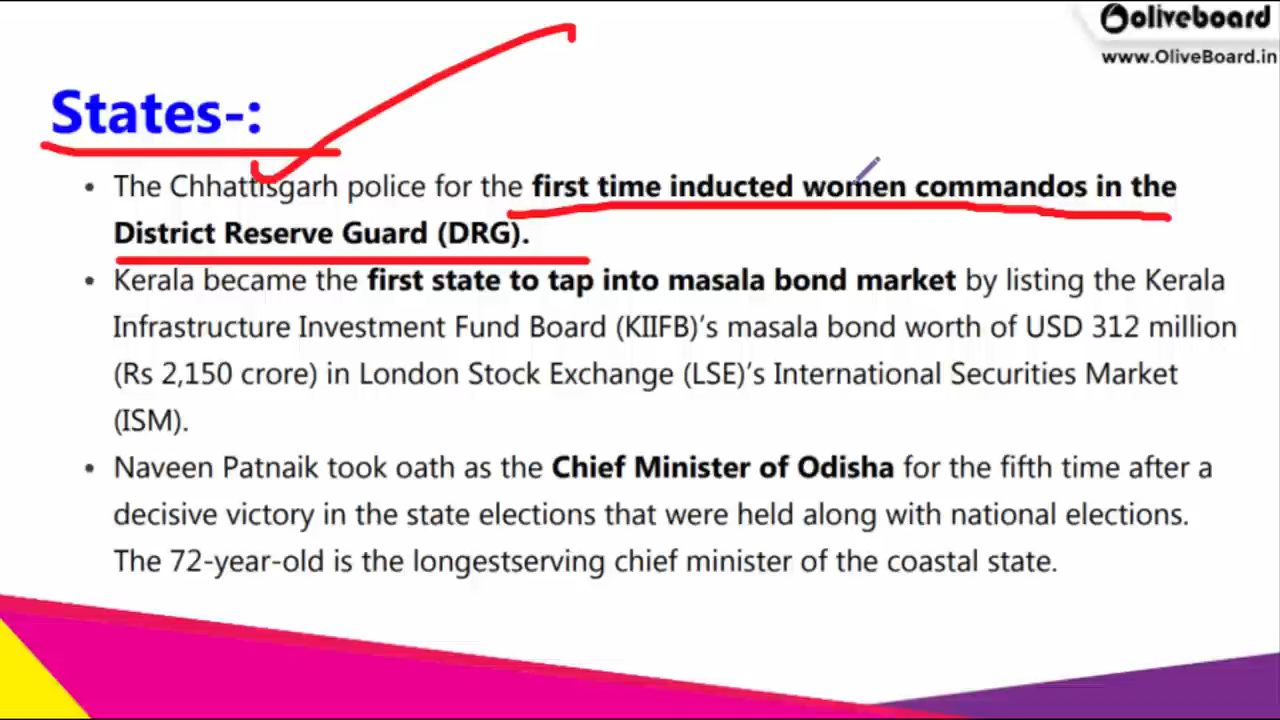 oliveboard
www.OliveBoard.in
States-:
• The Chhattisgarh police for the first time inducted women commandos in the
District Reserve Guard (DRG).
• Kerala became the first state to tap into masala bond market by listing the Kerala
Infrastructure Investment Fund Board (KIIFB)’s masala bond worth of USD 312 million
(Rs 2,150 crore) in London Stock Exchange (LSE)’s International Securities Market
(ISM).
• Naveen Patnaik took oath as the Chief Minister of Odisha for the fifth time after a
decisive victory in the state elections that were held along with national elections.
The 72-year-old is the longestserving chief minister of the coastal state.